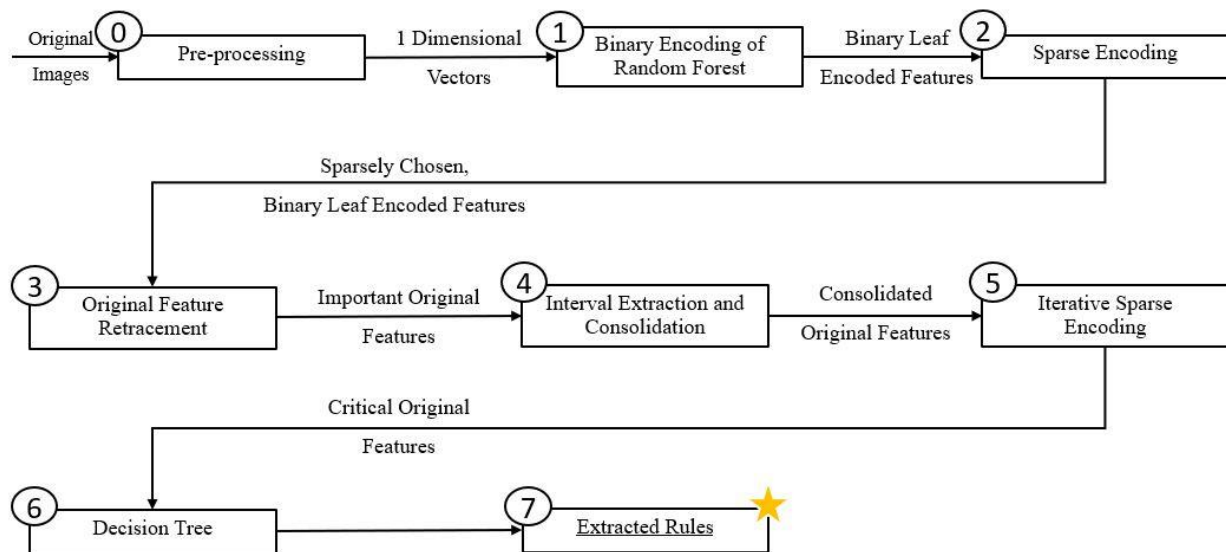 0
Original
Images
Pre-processing
1 Dimensional
Vectors
1
Binary Encoding of
Random Forest
Binary Leaf
Encoded Features
2
Sparse Encoding
Sparsely Chosen,
Binary Leaf Encoded Features
3
Original Feature
Retracement
Important Original
Features
4
Interval Extraction and
Consolidation
Consolidated
Original Features
5
Iterative Sparse
Encoding
Critical Original
Features
6
Decision Tree
7
Extracted Rules